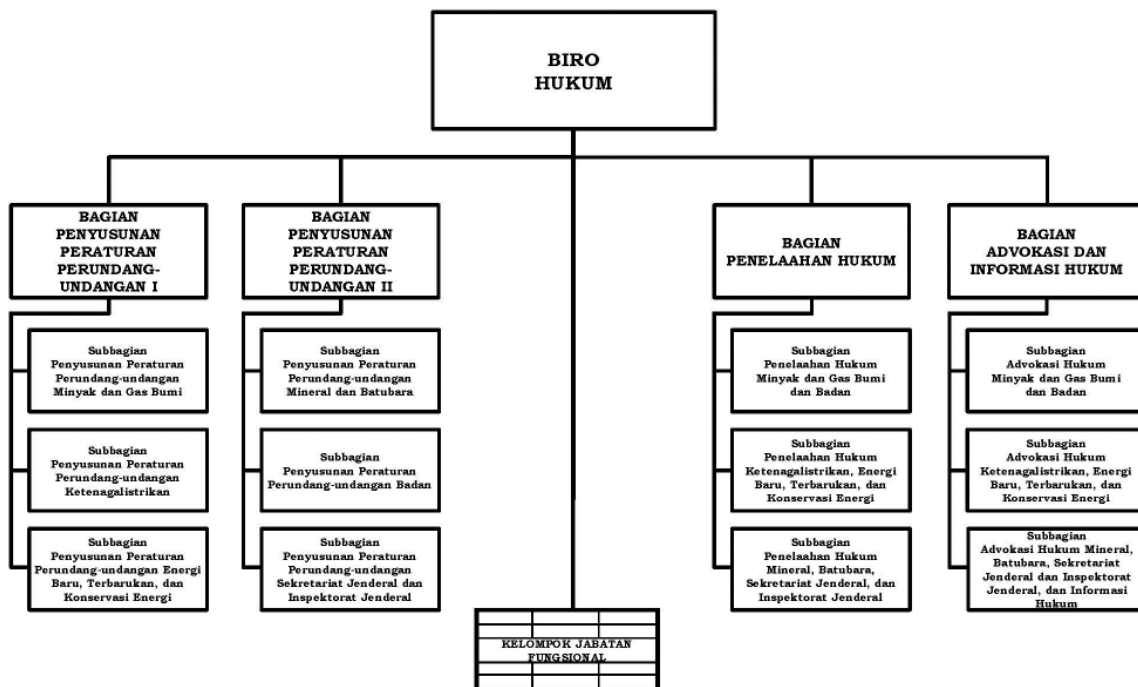 BIRO
HUKUM
BAGIAN
PENYUSUNAN
PERATURAN
PERUNDANG-
UNDANGAN I
BAGIAN
PENYUSUNAN
PERATURAN
PERUNDANG-
UNDANGAN II
BAGIAN
PENELAAHAN HUKUM
BAGIAN
ADVOKASI DAN
INFORMASI HUKUM
Subbagian
Penyusunan Peraturan
Perundang-undangan
Minyak dan Gas Bumi
Subbagian
Penyusunan Peraturan
Perundang-undangan
Mineral dan Batubara
Subbagian
Penelaahan Hukum
Minyak dan Gas Bumi
dan Badan
Subbagian
Advokasi Hukum
Minyak dan Gas Bumi
dan Badan
Subbagian
Penyusunan Peraturan
Perundang-undangan
Ketenagalistrikan
Subbagian
Penyusunan Peraturan
Perundang-undangan Badan
Subbagian
Penelaahan Hukum
Ketenagalistrikan, Energi
Baru, Terbarukan, dan
Konservasi Energi
Subbagian
Advokasi Hukum
Ketenagalistrikan, Energi
Baru, Terbarukan, dan
Konservasi Energi
Subbagian
Penyusunan Peraturan
Perundang-undangan Energi
Baru, Terbarukan, dan
Konservasi Energi
Subbagian
Penyusunan Peraturan
Perundang-undangan
Sekretariat Jenderal dan
Inspektorat Jenderal
Subbagian
Penelaahan Hukum
Mineral, Batubara,
Sekretariat Jenderal, dan
Inspektorat Jenderal
Subbagian
Advokasi Hukum Mineral,
Batubara, Sekretariat
Jenderal dan Inspektorat
Jenderal, dan Informasi
Hukum
KELOMPOK JABATAN
FUNGSIONAL